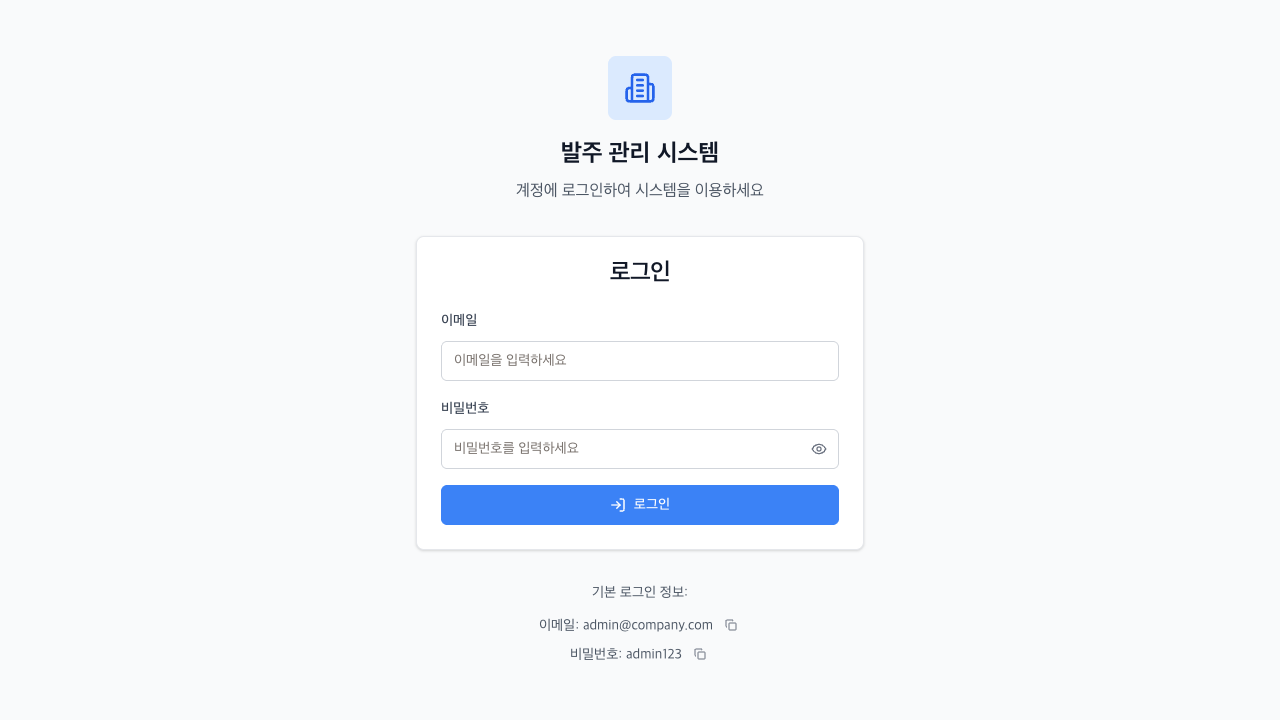 발주 관리 시스템
계정에 로그인하여 시스템을 이용하세요
로그인
이메일
이메일을 입력하세요
비밀번호
비밀번호를 입력하세요
로그인
기본 로그인 정보:
이메일: admin@company.com
비밀번호: admin123